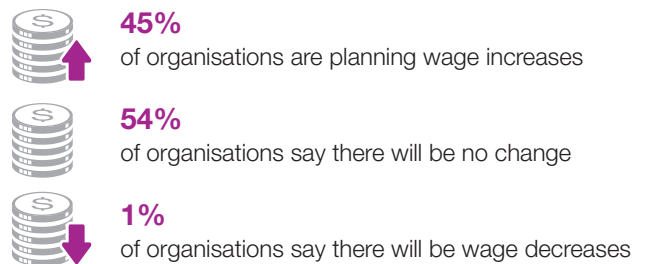 45%
of organisations are planning wage increases
54%
of organisations say there will be no change
1%
of organisations say there will be wage decreases